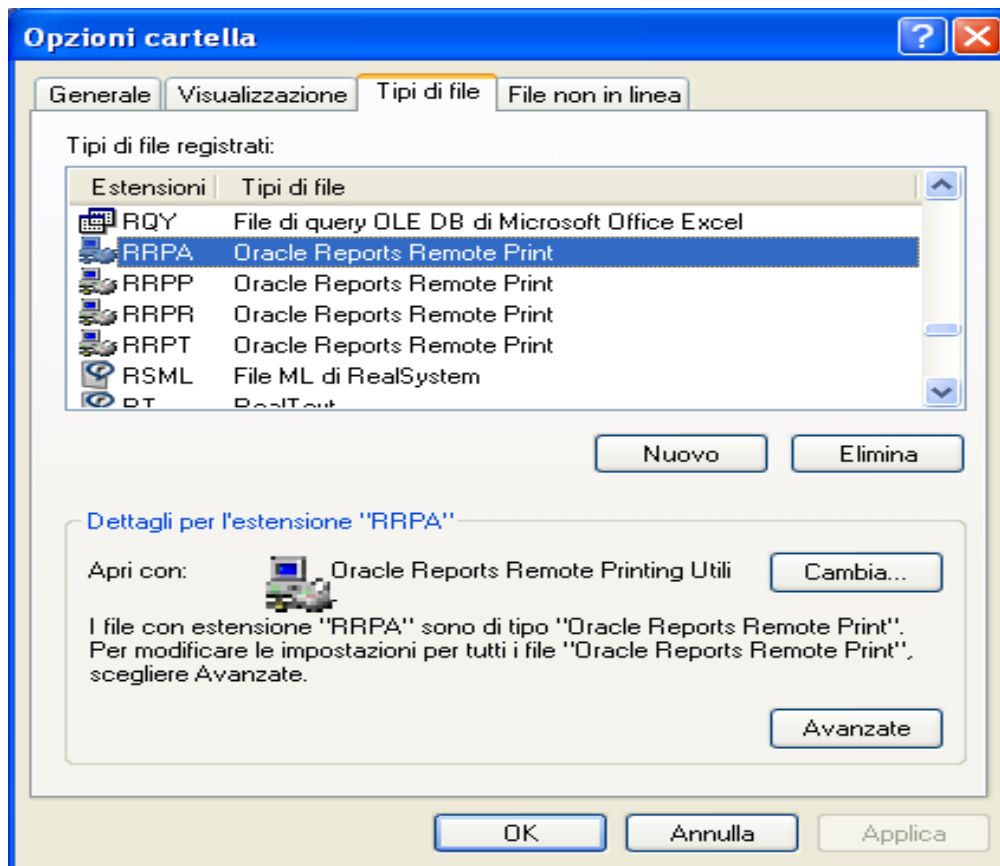 Opzioni cartella
Generale Visualizzazione Tipi di file File non in linea
Tipi di file registrati:
Estensioni Tipi di file
RQY File di query OLE DB di Microsoft Office Excel
RRPA Oracle Reports Remote Print
RRPP Oracle Reports Remote Print
RRPR Oracle Reports Remote Print
RRPT Oracle Reports Remote Print
RSML File ML di RealSystem
RT RealText
Nuovo Elimina
Dettagli per l'estensione "RRPA"
Apri con: Oracle Reports Remote Printing Utili Cambia...
I file con estensione "RRPA" sono di tipo "Oracle Reports Remote Print".
Per modificare le impostazioni per tutti i file "Oracle Reports Remote Print",
scegliere Avanzate.
Avanzate
OK Annulla Applica